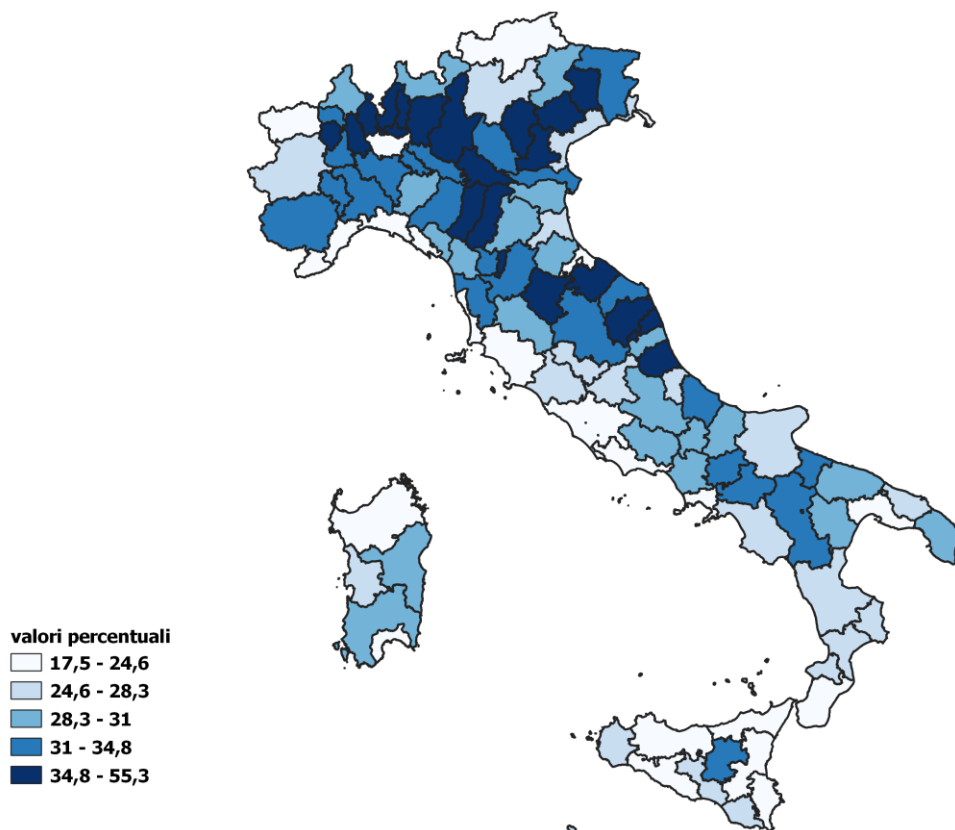 valori percentuali
17,5 - 24,6
24,6 - 28,3
28,3 - 31
31 - 34,8
34,8 - 55,3